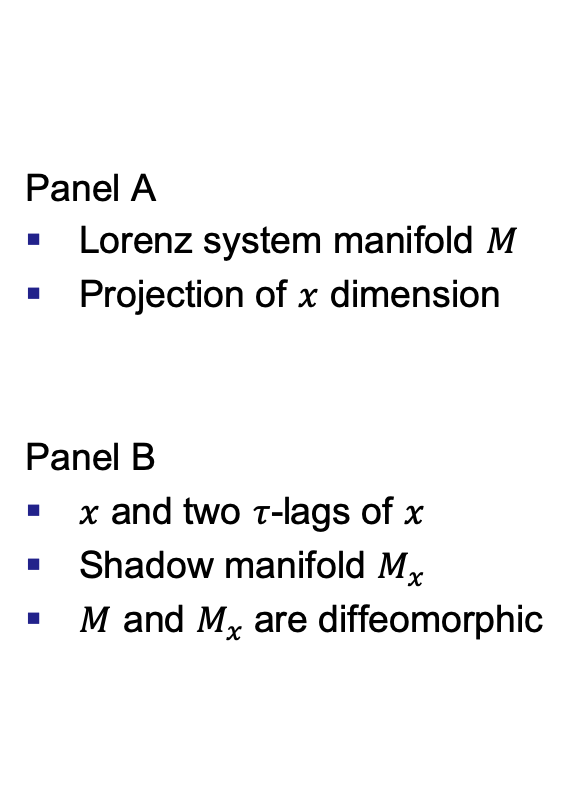 Panel A
▪ Lorenz system manifold 𝑀
▪ Projection of 𝑥 dimension
Panel B
▪ 𝑥 and two 𝜏-lags of 𝑥
▪ Shadow manifold 𝑀ₓ
▪ 𝑀 and 𝑀ₓ are diffeomorphic